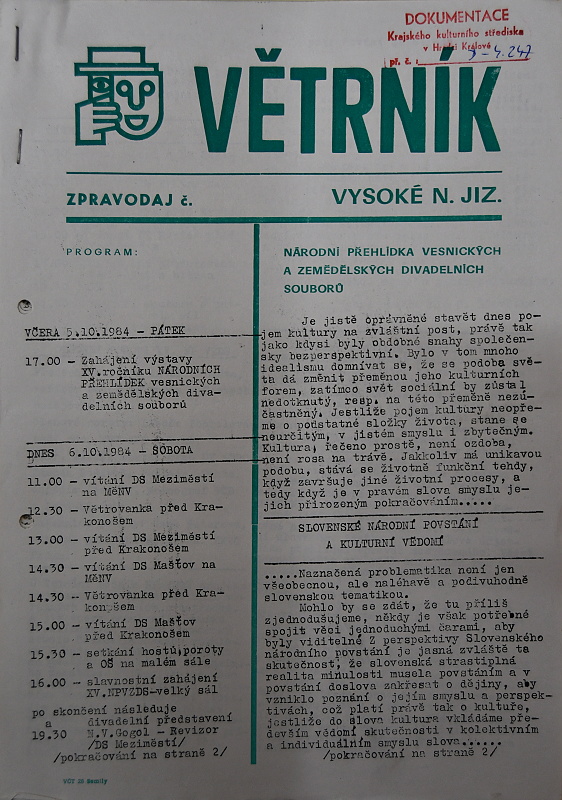 DOKUMENTACE
Krajského kulturního střediska
v Hradci Králové
př. č. :
VĚTRNÍK
ZPRAVODAJ č.
VYSOKÉ N. JIZ.
PROGRAM:
VČERA 5.10.1984 - PÁTEK
17.00 - Zahájení výstavy
XV.ročníku NÁRODNÍCH
PŘEHLÍDEK vesnických
a zemědělských diva-
delních souborů
DNES 6.10.1984 - SOBOTA
11.00 - vítání DS Meziměstí
na MěNV
12.30 - Větrovanka před Kra-
konošem
13.00 - vítání DS Meziměstí
před Krakonošem
14.30 - vítání DS Mašťov na
MěNV
14.30 - Větrovanka před Kra-
konošem
15.00 - vítání DS Mašťov
před Krakonošem
15.30 - setkání hostů,poroty
a OŠ na malém sále
16.00 - slavnostní zahájení
XV.NPVZDS-velký sál
po skončení následuje
a divadelní představení
19.30 - N.V.Gogol - Revizor
/DS Meziměstí/
/pokračování na straně 2/
VČT 25 Semily
NÁRODNÍ PŘEHLÍDKA VESNICKÝCH
A ZEMĚDĚLSKÝCH DIVADELNÍCH
SOUBORŮ
Je jistě oprávněné stavět dnes po-
jem kultury na zvláštní post, právě tak
jako kdysi byly obdobné snahy společen-
sky bezperspektivní. Bylo v tom mnoho
idealismu domnívat se, že se podoba svě-
ta dá změnit přeměnou jeho kulturních
forem, zatímco svět sociální by zůstal
nedotknutý, resp. na této přeměně nezú-
častněný. Jestliže pojem kultury neopře-
me o podstatné složky života, stane se
neurčitým, v jistém smyslu i zbytečným.
Kultura, řečeno prostě, není ozdoba,
není rosa na trávě. Jakkoliv má unikavou
podobu, stává se životně funkční tehdy,
když završuje jiné životní procesy, a
tedy když je v pravém slova smyslu je-
jich přirozeným pokračováním.....
SLOVENSKÉ NÁRODNÍ POVSTÁNÍ
A KULTURNÍ VĚDOMÍ
.....Naznačená problematika není jen
všeobecnou, ale naléhavě a podivuhodně
slovenskou tematikou.
Mohlo by se zdát, že tu příliš
zjednodušujeme, někdy je však potřebné
spojit věci jednoduchými čarami, aby
byly viditelné Z perspektivy Slovenského
národního povstání je jasná zvláště ta
skutečnost, že slovenská strastiplná
realita minulosti musela povstáním a v
povstání doslova zakřesat o dějiny, aby
vzniklo poznání o jejím smyslu a perspek-
tivách, což platí právě tak o kultuře,
jestliže do slova kultura vkládáme pře-
devším vědomí skutečnosti v kolektivním
a individuálním smyslu slova......
/pokračování na straně 2/